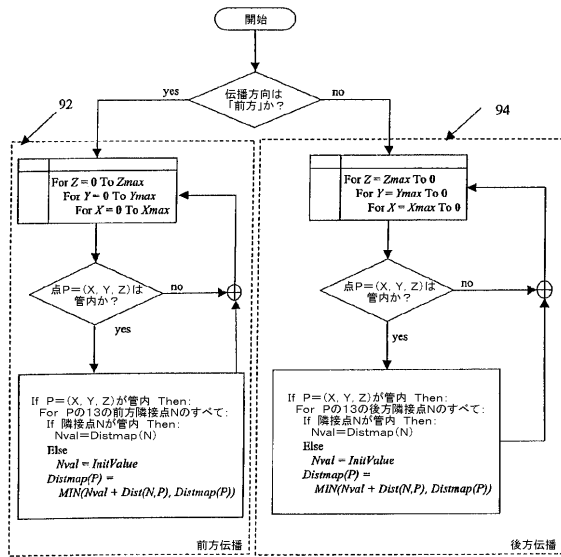 開始
伝播方向は
「前方」か？
yes
no
92
94
For Z = 0 To Zmax
For Y = 0 To Ymax
For X = 0 To Xmax
点P＝(X, Y, Z)は
管内か？
no
yes
If P＝(X, Y, Z)が管内 Then:
For Pの13の前方隣接点Nのすべて:
If 隣接点Nが管内 Then:
Nval＝Distmap(N)
Else
Nval = InitValue
Distmap(P) =
MIN(Nval + Dist(N,P), Distmap(P))
前方伝播
For Z = Zmax To 0
For Y = Ymax To 0
For X = Xmax To 0
点P＝(X, Y, Z)は
管内か？
no
yes
If P＝(X, Y, Z)が管内 Then:
For Pの13の後方隣接点Nのすべて:
If 隣接点Nが管内 Then:
Nval＝Distmap(N)
Else
Nval = InitValue
Distmap(P) =
MIN(Nval + Dist(N,P), Distmap(P))
後方伝播